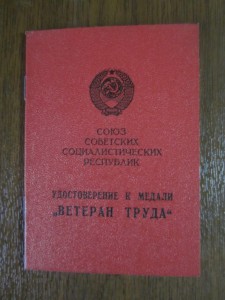 СОЮЗ
СОВЕТСКИХ
СОЦИАЛИСТИЧЕСКИХ
РЕСПУБЛИК
УДОСТОВЕРЕНИЕ К МЕДАЛИ
„ВЕТЕРАН ТРУДА“